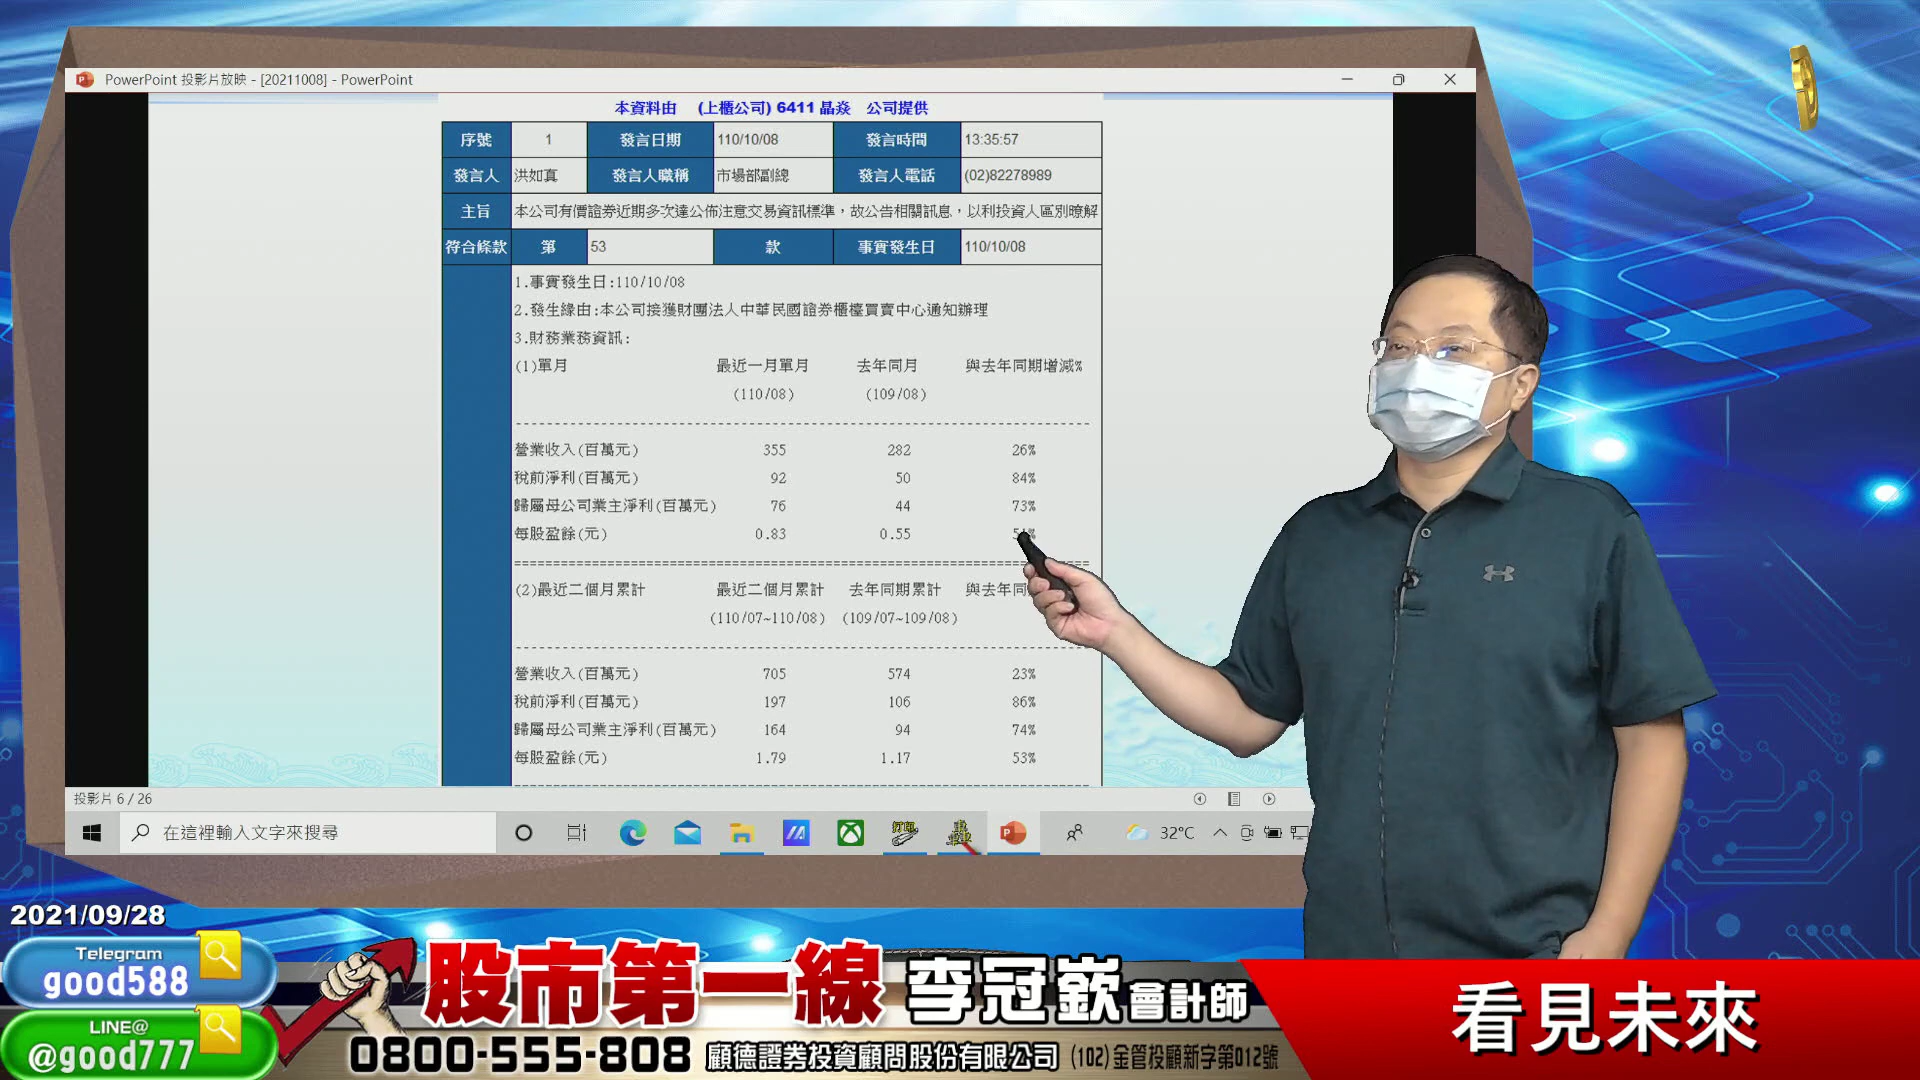 PowerPoint 投影片放映 - [20211008] - PowerPoint
本資料由 (上櫃公司) 6411 晶焱 公司提供
序號 1 發言日期 110/10/08 發言時間 13:35:57
發言人 洪如真 發言人職稱 市場部副總 發言人電話 (02)82278989
主旨 本公司有價證券近期多次達公佈注意交易資訊標準，故公告相關訊息，以利投資人區別瞭解
符合條款 第 53 款 事實發生日 110/10/08
1.事實發生日:110/10/08
2.發生緣由:本公司接獲財團法人中華民國證券櫃檯買賣中心通知辦理
3.財務業務資訊:
(1)單月 最近一月單月 去年同月 與去年同期增減%
(110/08) (109/08)
營業收入(百萬元) 355 282 26%
稅前淨利(百萬元) 92 50 84%
歸屬母公司業主淨利(百萬元) 76 44 73%
每股盈餘(元) 0.83 0.55
(2)最近二個月累計 最近二個月累計 去年同期累計 與去年同
(110/07~110/08) (109/07~109/08)
營業收入(百萬元) 705 574 23%
稅前淨利(百萬元) 197 106 86%
歸屬母公司業主淨利(百萬元) 164 94 74%
每股盈餘(元) 1.79 1.17 53%
投影片 6 / 26
在這裡輸入文字來搜尋
32°C
2021/09/28
Telegram
good588
LINE@
@good777
股市第一線 李冠嶔會計師
0800-555-808 顧德證券投資顧問股份有限公司 (102)金管投顧新字第012號
看見未來